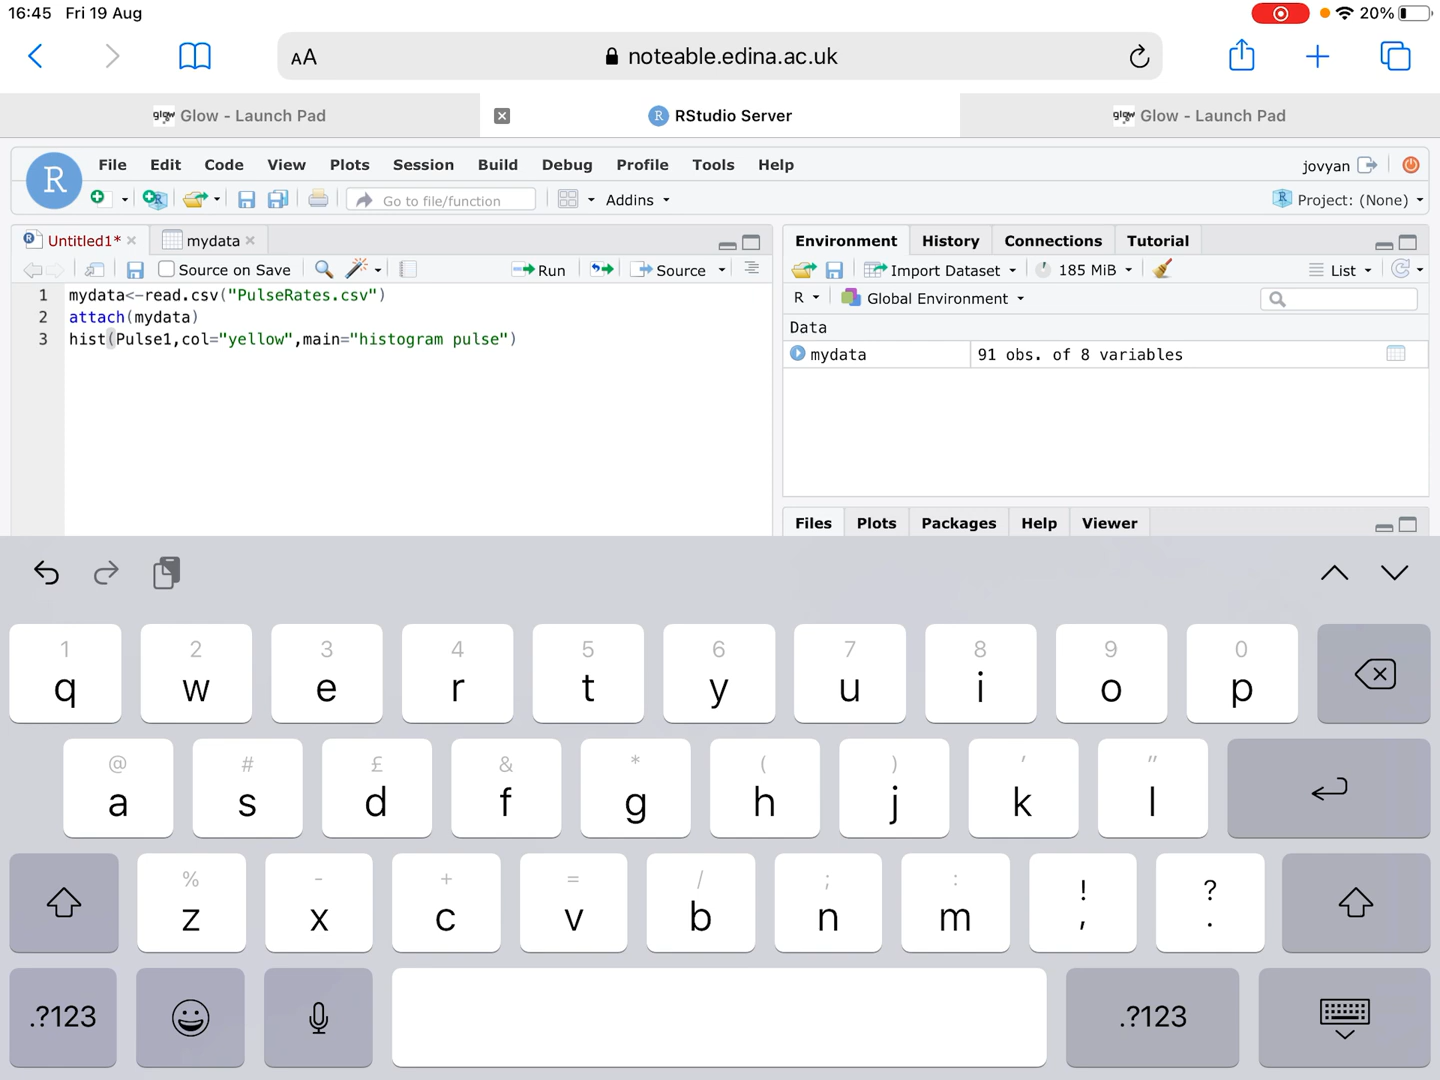 16:45 Fri 19 Aug
20%
AA
noteable.edina.ac.uk
glow Glow - Launch Pad
R RStudio Server
glow Glow - Launch Pad
R
File Edit Code View Plots Session Build Debug Profile Tools Help
jovyan
Go to file/function
Addins
Project: (None)
Untitled1*
mydata
Source on Save
Run
Source
1 mydata<-read.csv("PulseRates.csv")
2 attach(mydata)
3 hist(Pulse1,col="yellow",main="histogram pulse")
Environment History Connections Tutorial
Import Dataset
185 MiB
List
R
Global Environment
Data
mydata 91 obs. of 8 variables
Files Plots Packages Help Viewer
1 2 3 4 5 6 7 8 9 0
q w e r t y u i o p
@ # £ & * ( ) ' "
a s d f g h j k l
% - + = / ; : ! ?
z x c v b n m , .
.?123
.?123